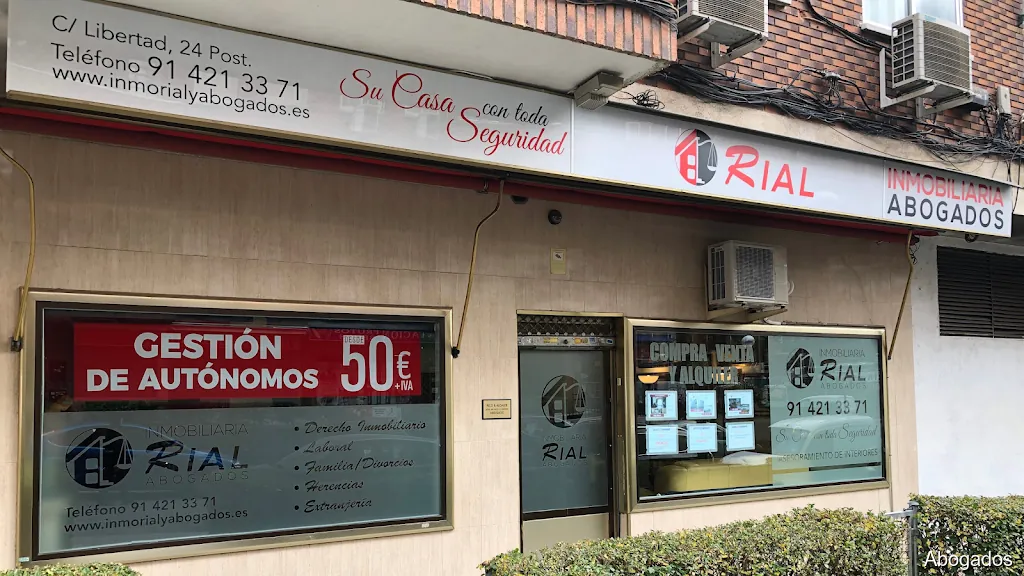 C/ Libertad, 24 Post.
Teléfono 91 421 33 71
www.inmorialyabogados.es
Su Casa con toda
Seguridad
RIAL
INMOBILIARIA
ABOGADOS
GESTIÓN
DE AUTÓNOMOS
DESDE
50€
+IVA
INMOBILIARIA
RIAL
ABOGADOS
Teléfono 91 421 33 71
www.inmorialyabogados.es
• Derecho Inmobiliario
• Laboral
• Familia/Divorcios
• Herencias
• Extranjeria
INMOBILIARIA
RIAL
ABOGADOS
COMPRA VENTA
Y ALQUILER
INMOBILIARIA
RIAL
ABOGADOS
91 421 33 71
Su Casa con toda Seguridad
ASESORAMIENTO DE INTERIORES
Abogados